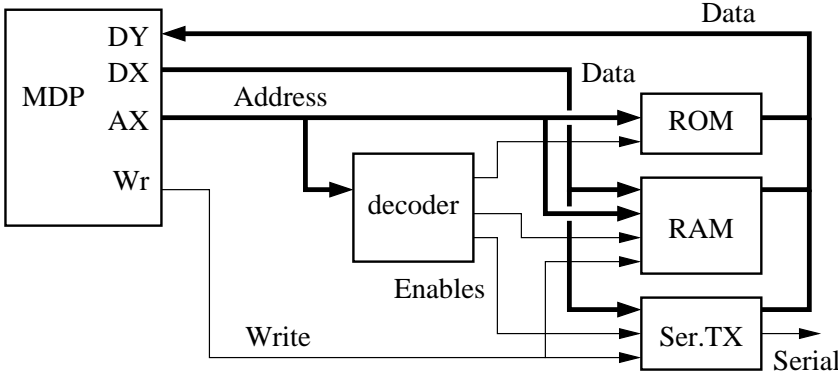 Data
DY
DX
Data
MDP
Address
AX
ROM
Wr
decoder
RAM
Enables
Write
Ser.TX
Serial